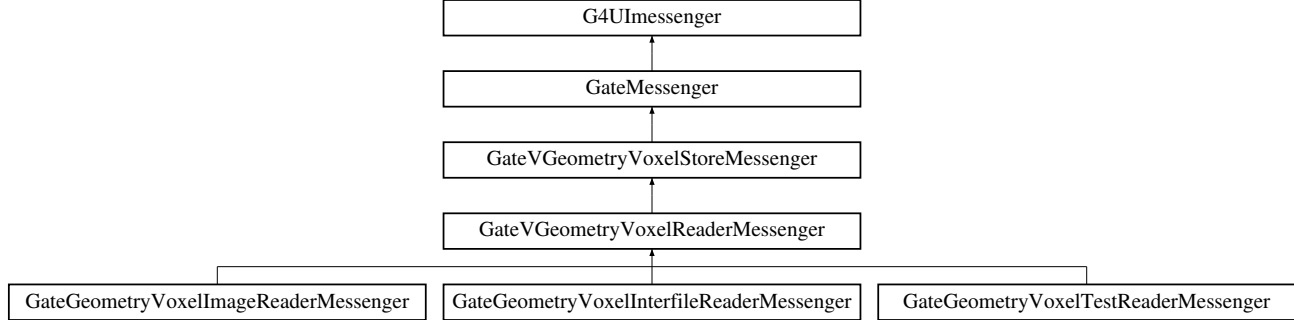 G4UImessenger
GateMessenger
GateVGeometryVoxelStoreMessenger
GateVGeometryVoxelReaderMessenger
GateGeometryVoxelImageReaderMessenger
GateGeometryVoxelInterfileReaderMessenger
GateGeometryVoxelTestReaderMessenger